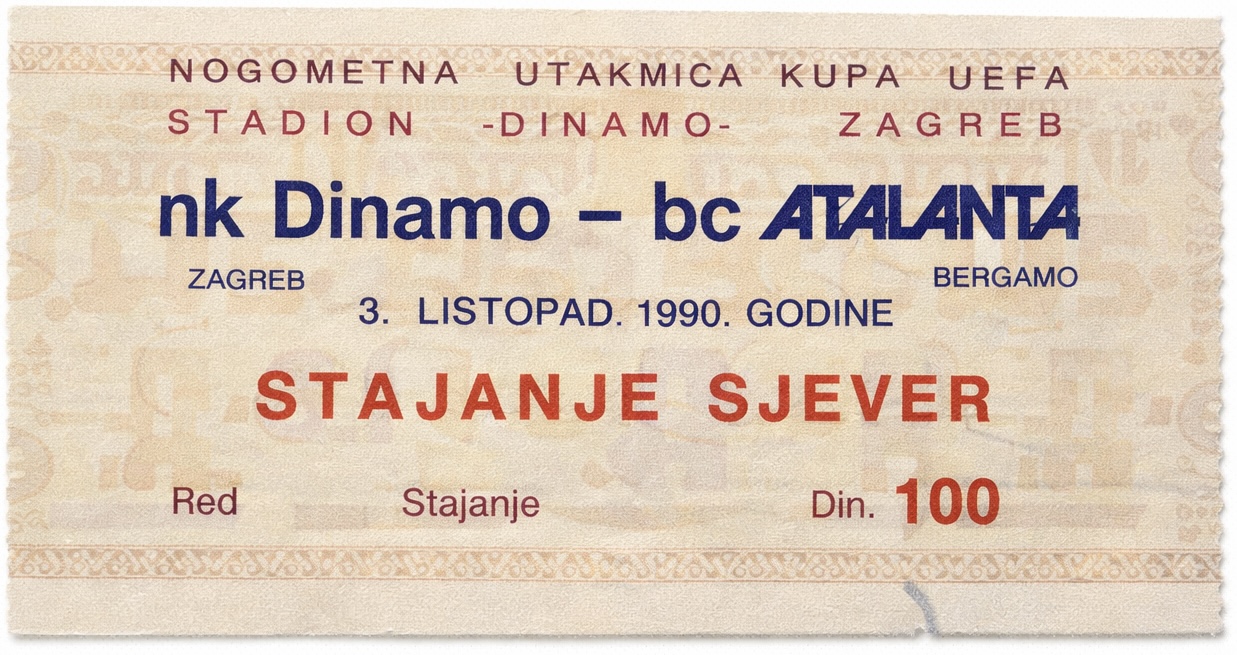 NOGOMETNA UTAKMICA KUPA UEFA
STADION -DINAMO- ZAGREB
nk Dinamo – bc ATALANTA
ZAGREB BERGAMO
3. LISTOPAD. 1990. GODINE
STAJANJE SJEVER
Red Stajanje Din. 100